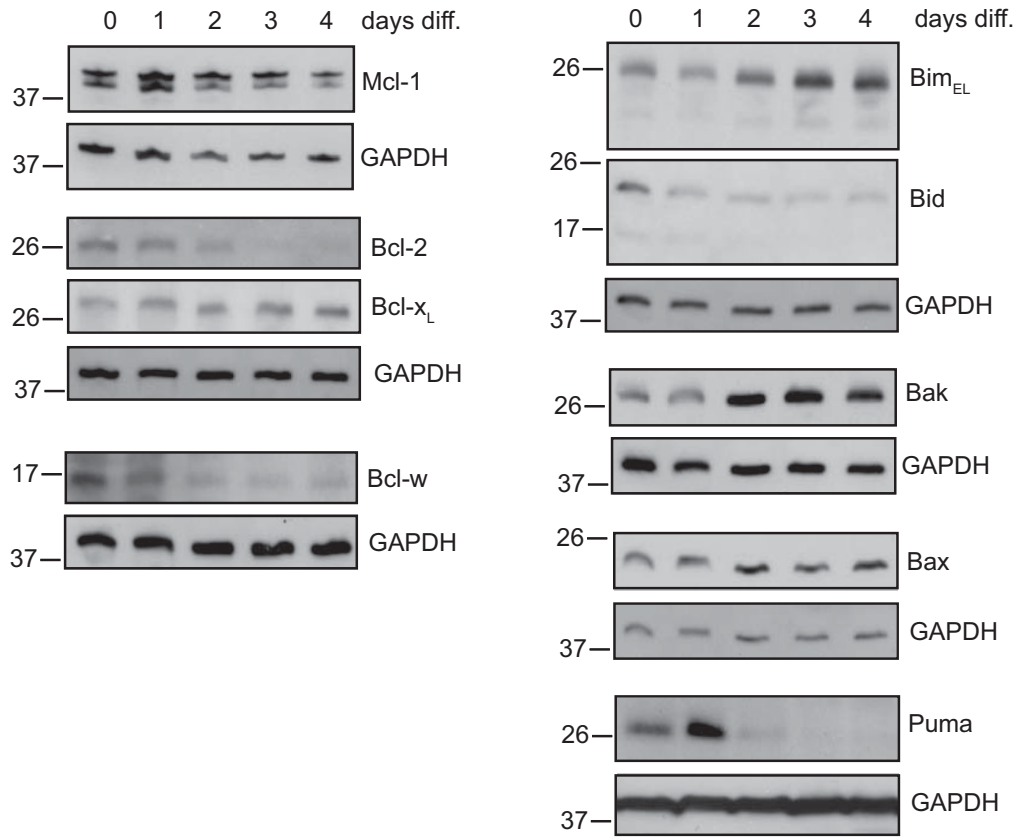 0 1 2 3 4 days diff.
Mcl-1
37
GAPDH
37
Bcl-2
26
Bcl-xL
26
GAPDH
37
Bcl-w
17
GAPDH
37
0 1 2 3 4 days diff.
26
BimEL
26
Bid
17
GAPDH
37
Bak
26
GAPDH
37
26
Bax
GAPDH
37
Puma
26
GAPDH
37